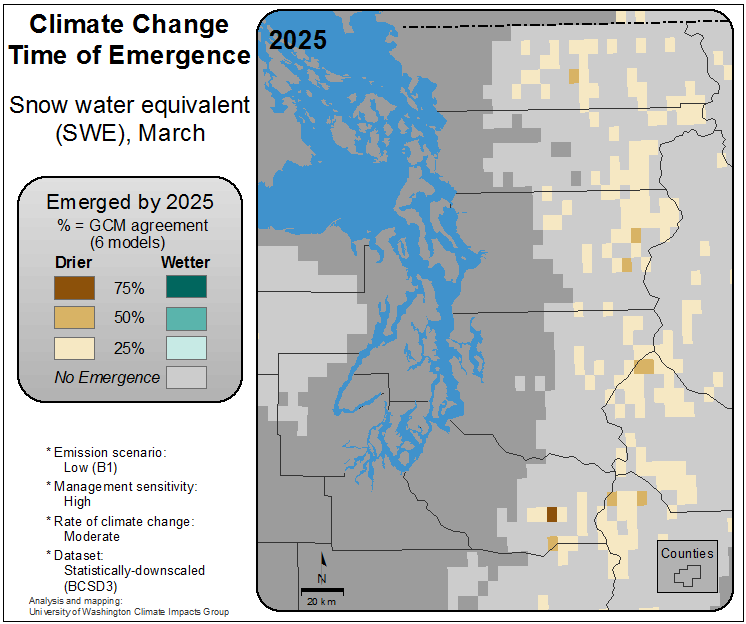 Climate Change
Time of Emergence
Snow water equivalent
(SWE), March
Emerged by 2025
% = GCM agreement
(6 models)
Drier Wetter
75%
50%
25%
No Emergence
* Emission scenario:
Low (B1)
* Management sensitivity:
High
* Rate of climate change:
Moderate
* Dataset:
Statistically-downscaled
(BCSD3)
Analysis and mapping:
University of Washington Climate Impacts Group
2025
N
20 km
Counties